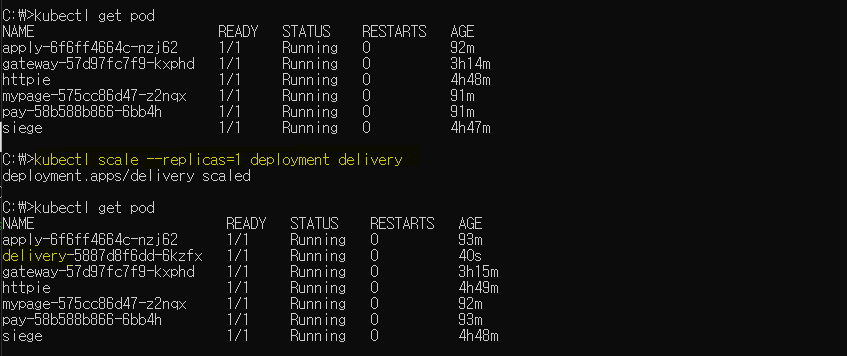 C:₩>kubectl get pod
NAME READY STATUS RESTARTS AGE
apply-6f6ff4664c-nzj62 1/1 Running 0 92m
gateway-57d97fc7f9-kxphd 1/1 Running 0 3h14m
httpie 1/1 Running 0 4h48m
mypage-575cc86d47-z2nqx 1/1 Running 0 91m
pay-58b588b866-6bb4h 1/1 Running 0 91m
siege 1/1 Running 0 4h47m
C:₩>kubectl scale --replicas=1 deployment delivery
deployment.apps/delivery scaled
C:₩>kubectl get pod
NAME READY STATUS RESTARTS AGE
apply-6f6ff4664c-nzj62 1/1 Running 0 93m
delivery-5887d8f6dd-6kzfx 1/1 Running 0 40s
gateway-57d97fc7f9-kxphd 1/1 Running 0 3h15m
httpie 1/1 Running 0 4h49m
mypage-575cc86d47-z2nqx 1/1 Running 0 92m
pay-58b588b866-6bb4h 1/1 Running 0 93m
siege 1/1 Running 0 4h48m